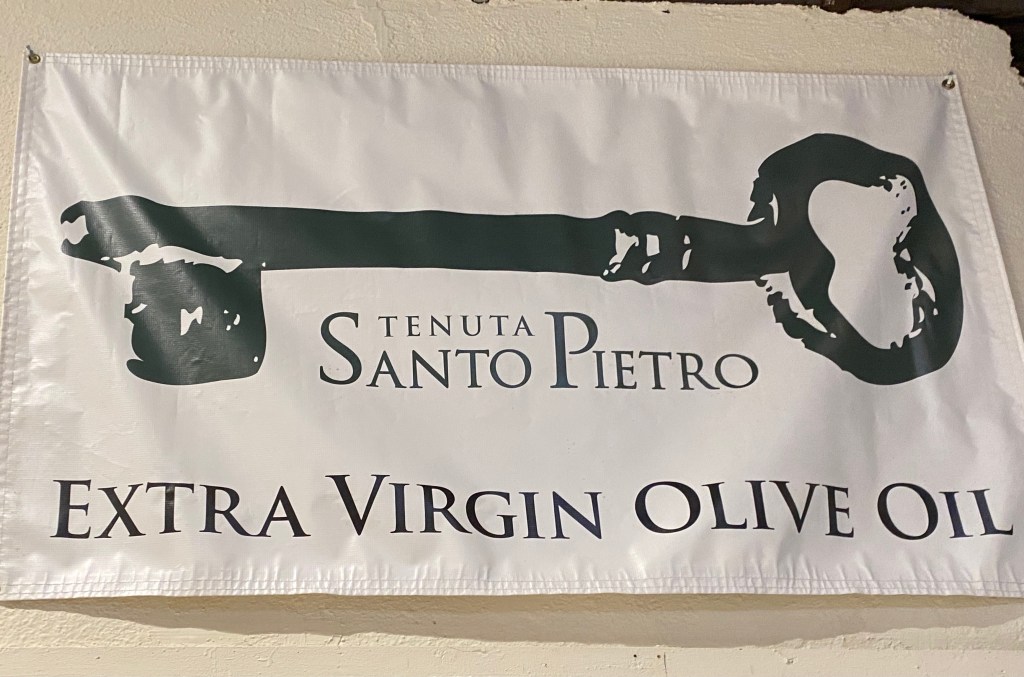 TENUTA
SANTO PIETRO
EXTRA VIRGIN OLIVE OIL